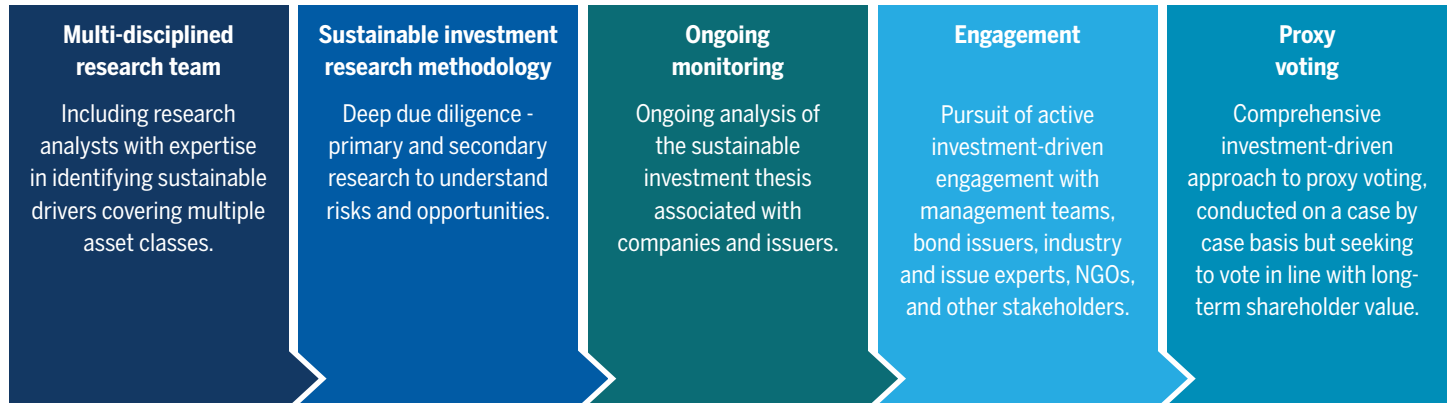 Multi-disciplined
research team
Including research
analysts with expertise
in identifying sustainable
drivers covering multiple
asset classes.
Sustainable investment
research methodology
Deep due diligence -
primary and secondary
research to understand
risks and opportunities.
Ongoing
monitoring
Ongoing analysis of
the sustainable
investment thesis
associated with
companies and issuers.
Engagement
Pursuit of active
investment-driven
engagement with
management teams,
bond issuers, industry
and issue experts, NGOs,
and other stakeholders.
Proxy
voting
Comprehensive
investment-driven
approach to proxy voting,
conducted on a case by
case basis but seeking
to vote in line with long-
term shareholder value.